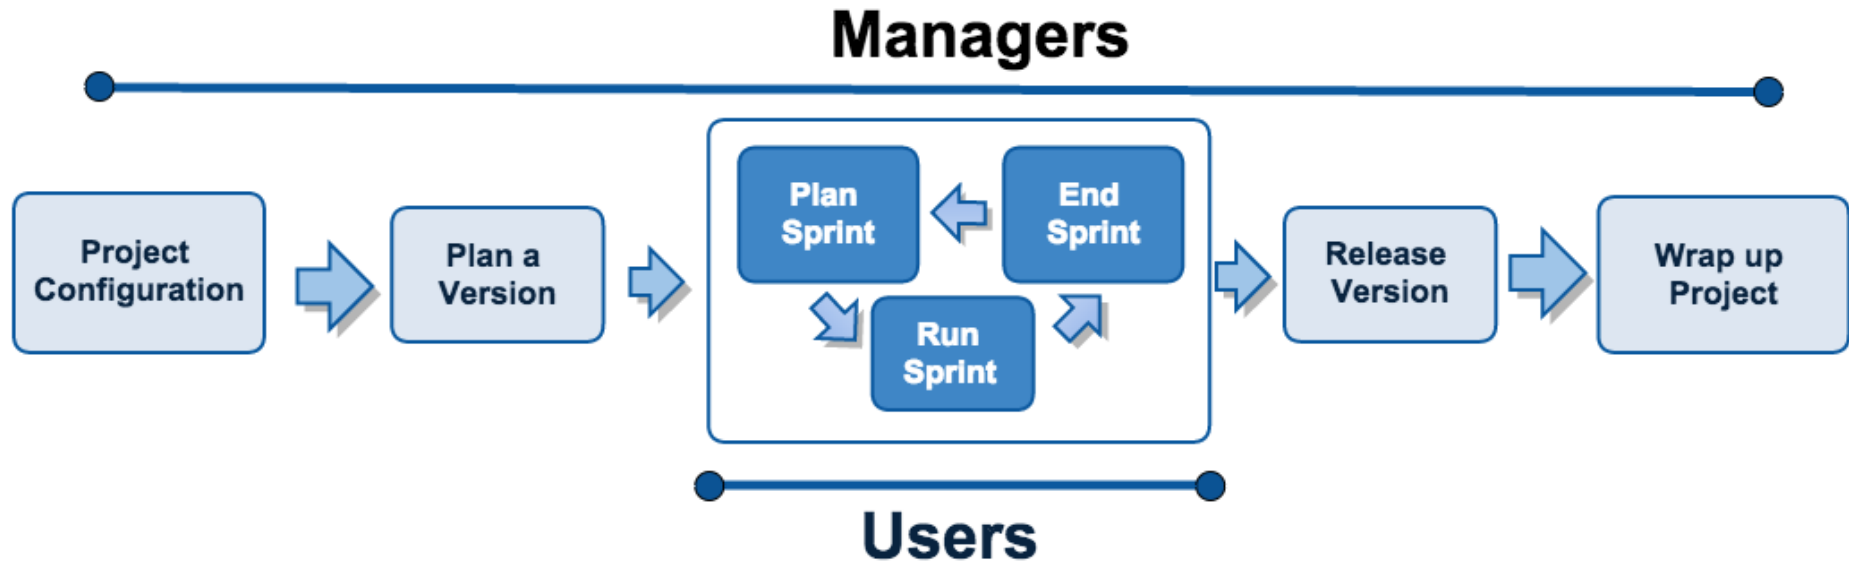 Managers
Project
Configuration
Plan a
Version
Plan
Sprint
End
Sprint
Run
Sprint
Release
Version
Wrap up
Project
Users